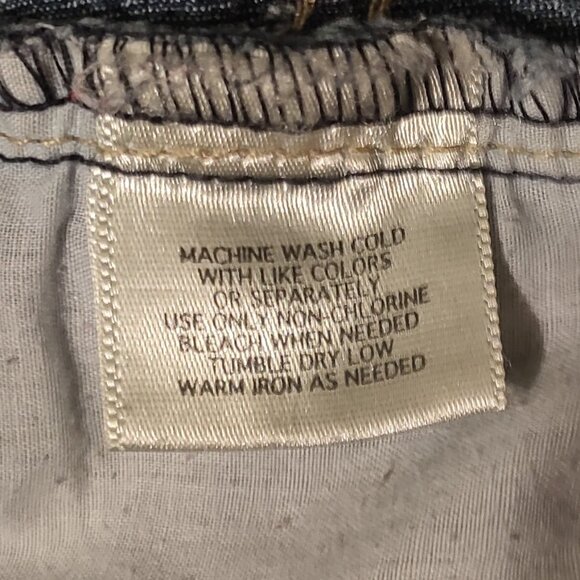 MACHINE WASH COLD
WITH LIKE COLORS
OR SEPARATELY
USE ONLY NON-CHLORINE
BLEACH WHEN NEEDED
TUMBLE DRY LOW
WARM IRON AS NEEDED